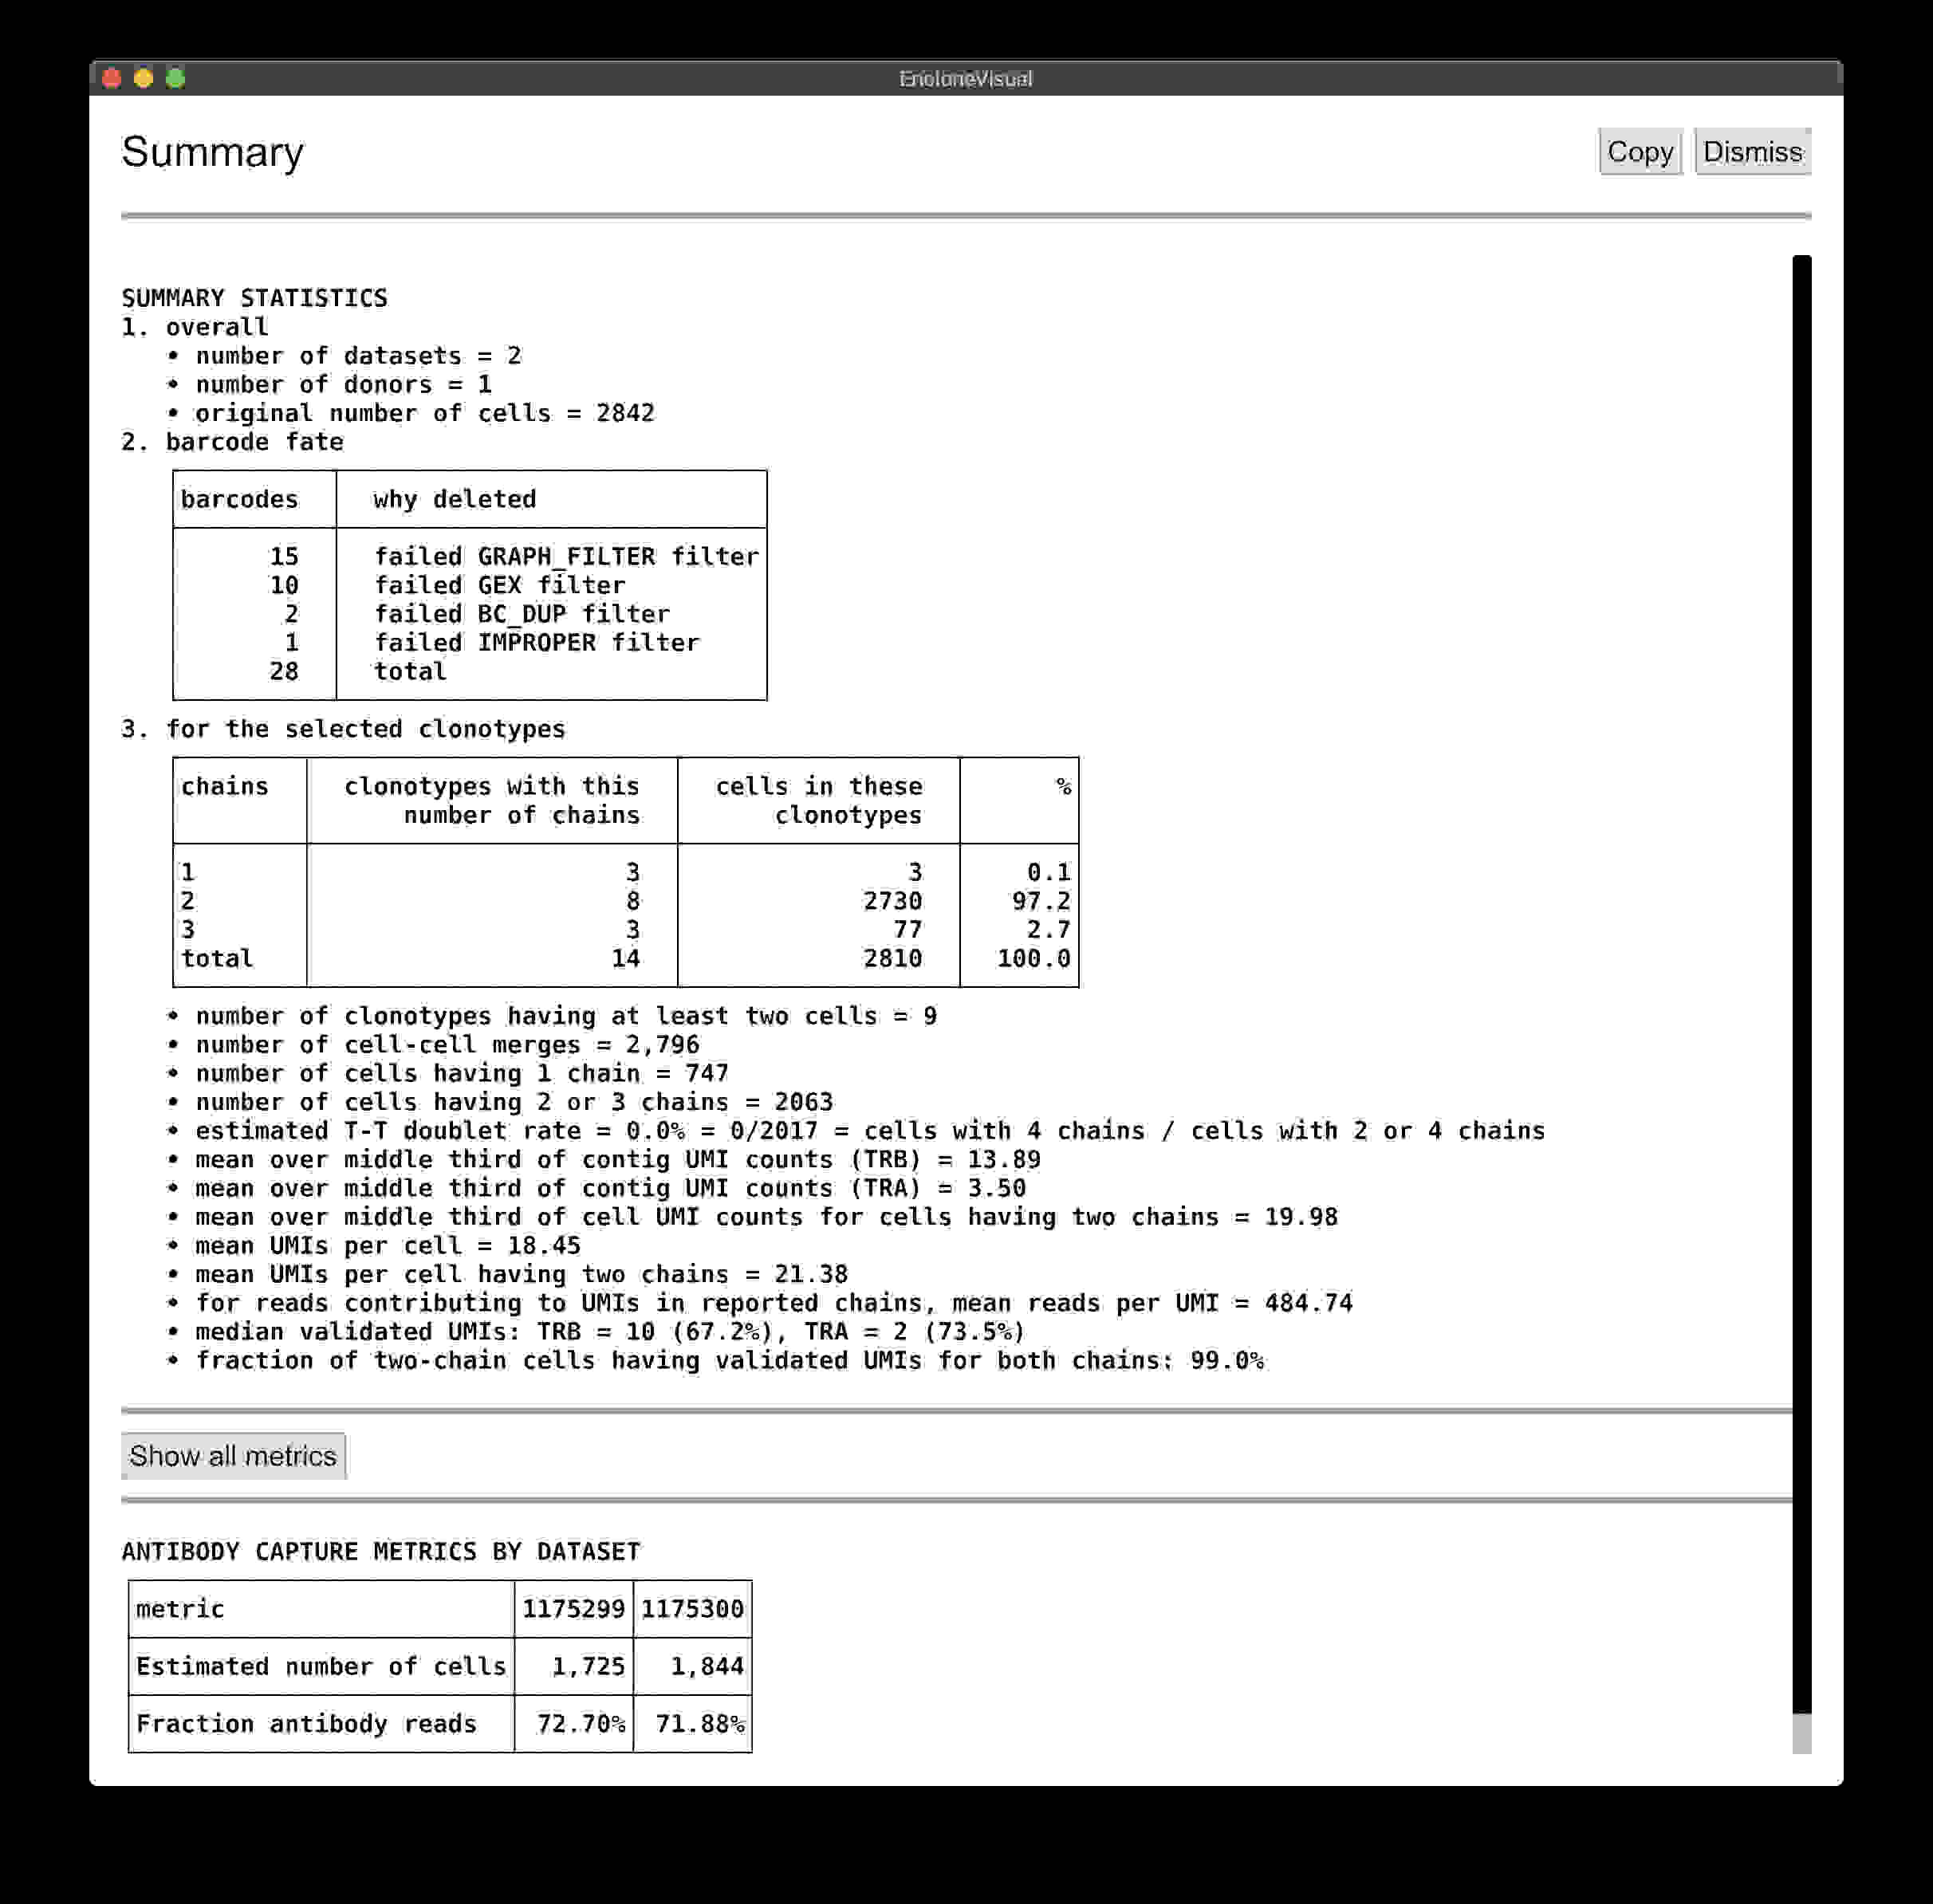 EncloneVisual
Summary
Copy Dismiss
SUMMARY STATISTICS
1. overall
• number of datasets = 2
• number of donors = 1
• original number of cells = 2842
2. barcode fate
barcodes why deleted
15 failed GRAPH_FILTER filter
10 failed GEX filter
2 failed BC_DUP filter
1 failed IMPROPER filter
28 total
3. for the selected clonotypes
chains clonotypes with this cells in these %
number of chains clonotypes
1 3 3 0.1
2 8 2730 97.2
3 3 77 2.7
total 14 2810 100.0
• number of clonotypes having at least two cells = 9
• number of cell-cell merges = 2,796
• number of cells having 1 chain = 747
• number of cells having 2 or 3 chains = 2063
• estimated T-T doublet rate = 0.0% = 0/2017 = cells with 4 chains / cells with 2 or 4 chains
• mean over middle third of contig UMI counts (TRB) = 13.89
• mean over middle third of contig UMI counts (TRA) = 3.50
• mean over middle third of cell UMI counts for cells having two chains = 19.98
• mean UMIs per cell = 18.45
• mean UMIs per cell having two chains = 21.38
• for reads contributing to UMIs in reported chains, mean reads per UMI = 484.74
• median validated UMIs: TRB = 10 (67.2%), TRA = 2 (73.5%)
• fraction of two-chain cells having validated UMIs for both chains: 99.0%
Show all metrics
ANTIBODY CAPTURE METRICS BY DATASET
metric 1175299 1175300
Estimated number of cells 1,725 1,844
Fraction antibody reads 72.70% 71.88%